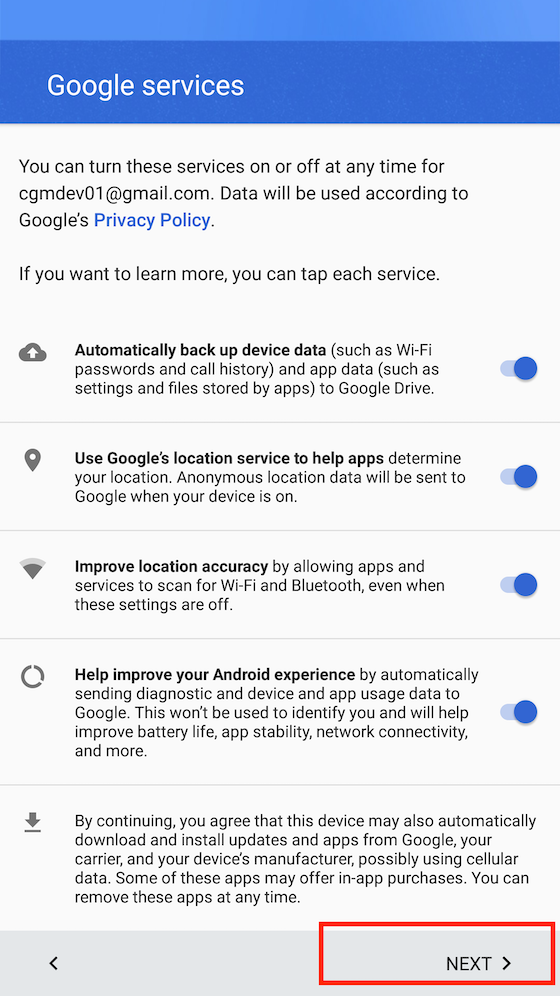 Google services
You can turn these services on or off at any time for
cgmdev01@gmail.com. Data will be used according to
Google’s Privacy Policy.
If you want to learn more, you can tap each service.
Automatically back up device data (such as Wi-Fi
passwords and call history) and app data (such as
settings and files stored by apps) to Google Drive.
Use Google’s location service to help apps determine
your location. Anonymous location data will be sent to
Google when your device is on.
Improve location accuracy by allowing apps and
services to scan for Wi-Fi and Bluetooth, even when
these settings are off.
Help improve your Android experience by automatically
sending diagnostic and device and app usage data to
Google. This won’t be used to identify you and will help
improve battery life, app stability, network connectivity,
and more.
By continuing, you agree that this device may also automatically
download and install updates and apps from Google, your
carrier, and your device’s manufacturer, possibly using cellular
data. Some of these apps may offer in-app purchases. You can
remove these apps at any time.
NEXT